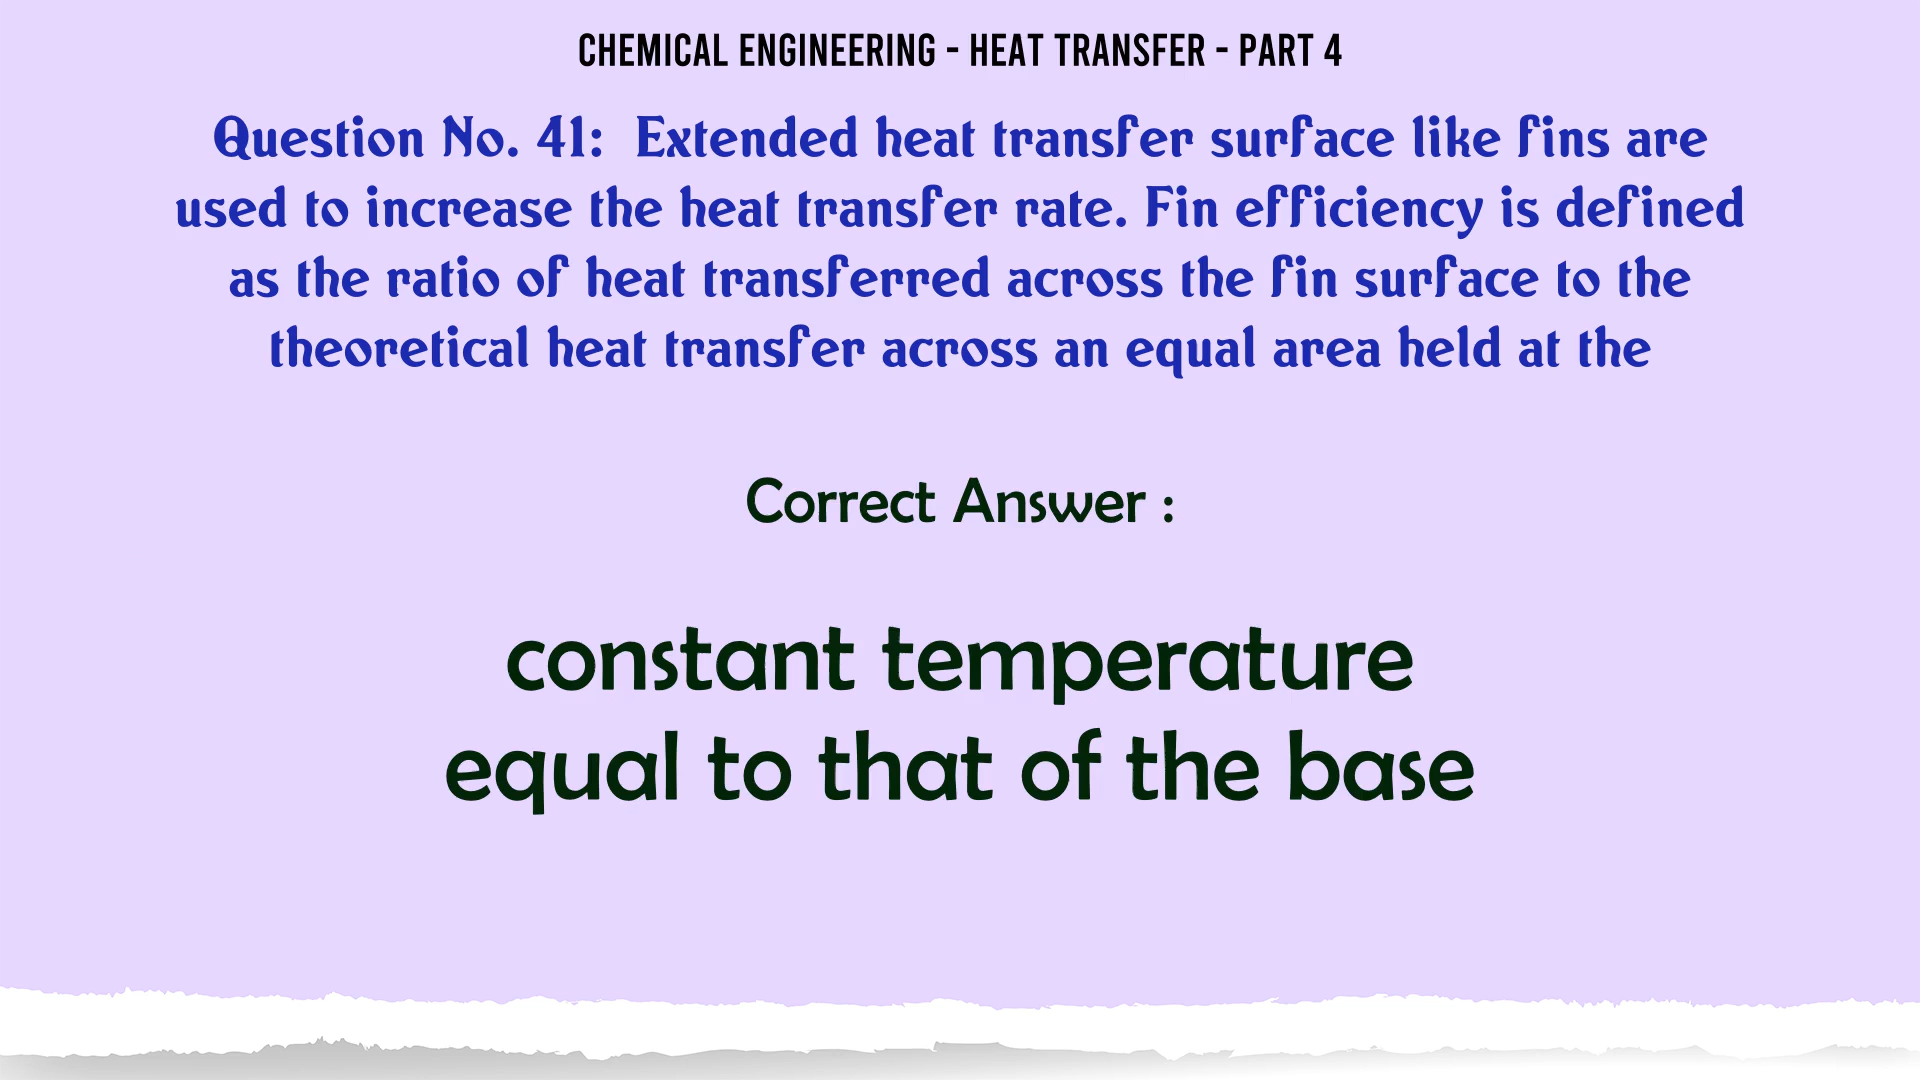 CHEMICAL ENGINEERING - HEAT TRANSFER - PART 4
Question No. 41: Extended heat transfer surface like fins are
used to increase the heat transfer rate. Fin efficiency is defined
as the ratio of heat transferred across the fin surface to the
theoretical heat transfer across an equal area held at the
Correct Answer :
constant temperature
equal to that of the base